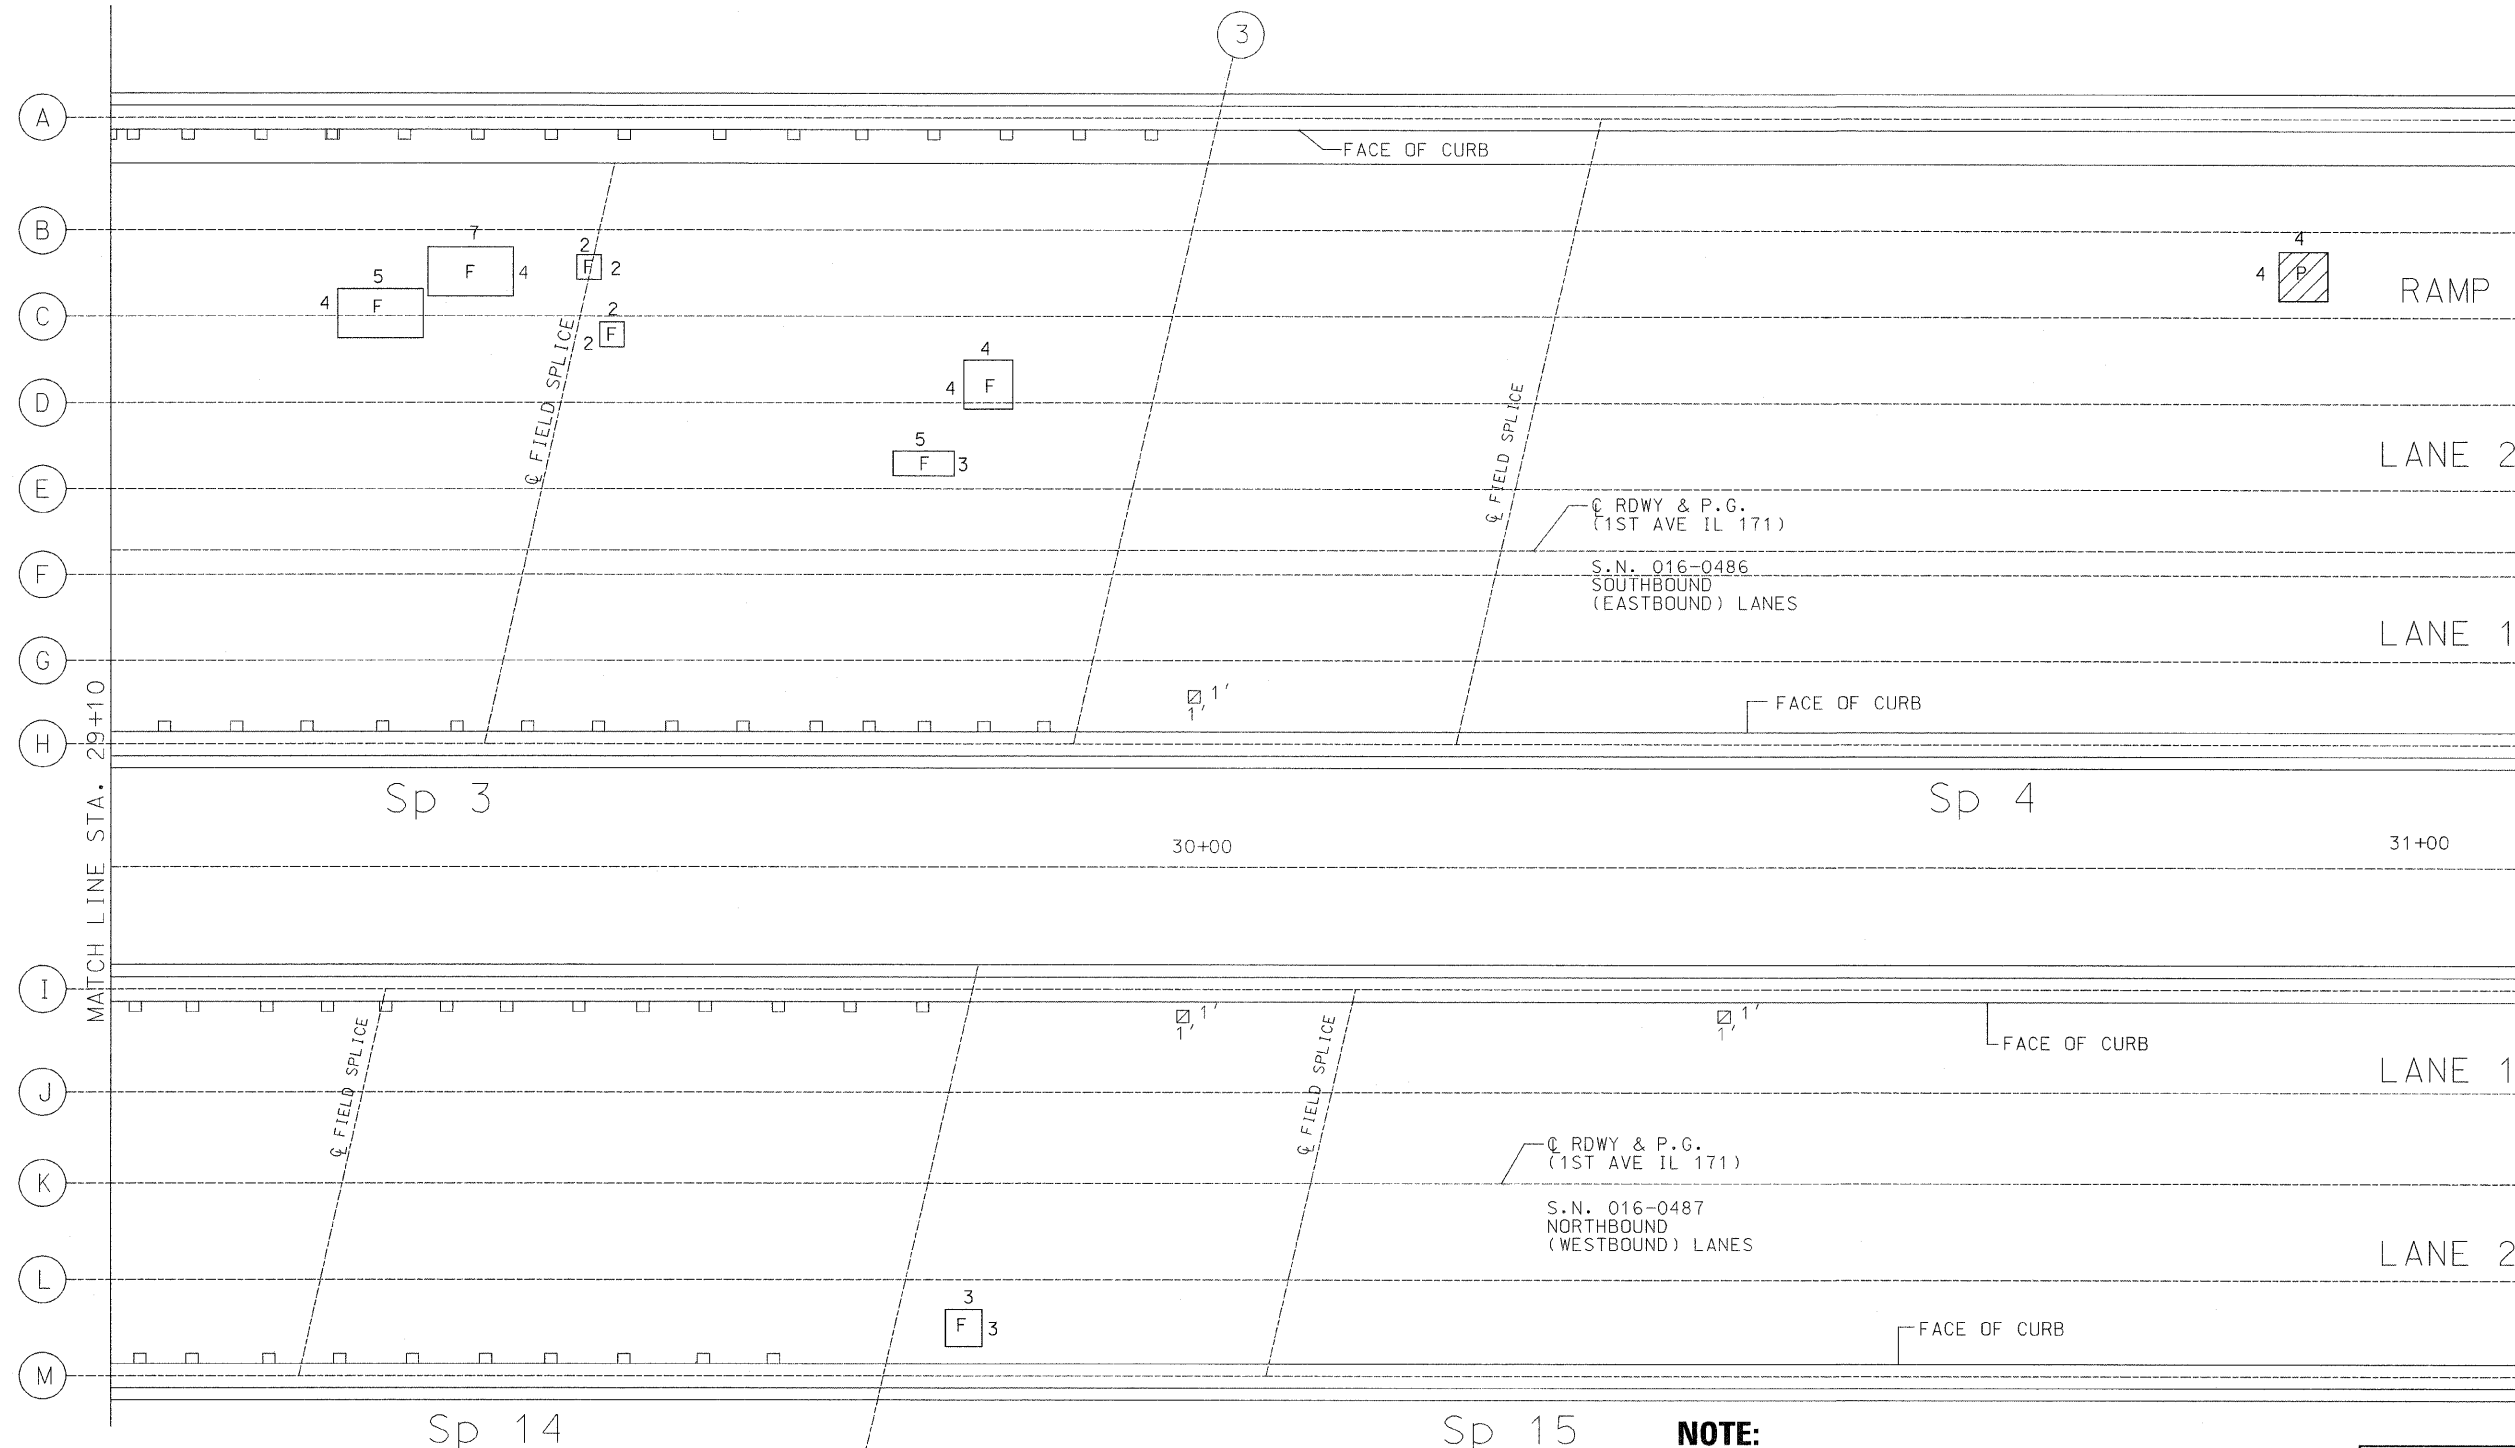 3
A
FACE OF CURB
B
7
F
4
2
F
2
4
P
4
RAMP
5
4
F
C
2
F
2
4
4
F
D
℄ FIELD SPLICE
℄ FIELD SPLICE
5
F
3
LANE 2
E
℄ RDWY & P.G.
(1ST AVE IL 171)
F
S.N. 016-0486
SOUTHBOUND
(EASTBOUND) LANES
LANE 1
G
1'
1'
FACE OF CURB
H
MATCH LINE STA. 29+10
Sp 3
Sp 4
30+00
31+00
I
1'
1'
1'
1'
FACE OF CURB
℄ FIELD SPLICE
℄ FIELD SPLICE
LANE 1
J
℄ RDWY & P.G.
(1ST AVE IL 171)
K
S.N. 016-0487
NORTHBOUND
(WESTBOUND) LANES
LANE 2
L
3
F
3
FACE OF CURB
M
Sp 14
Sp 15
NOTE: